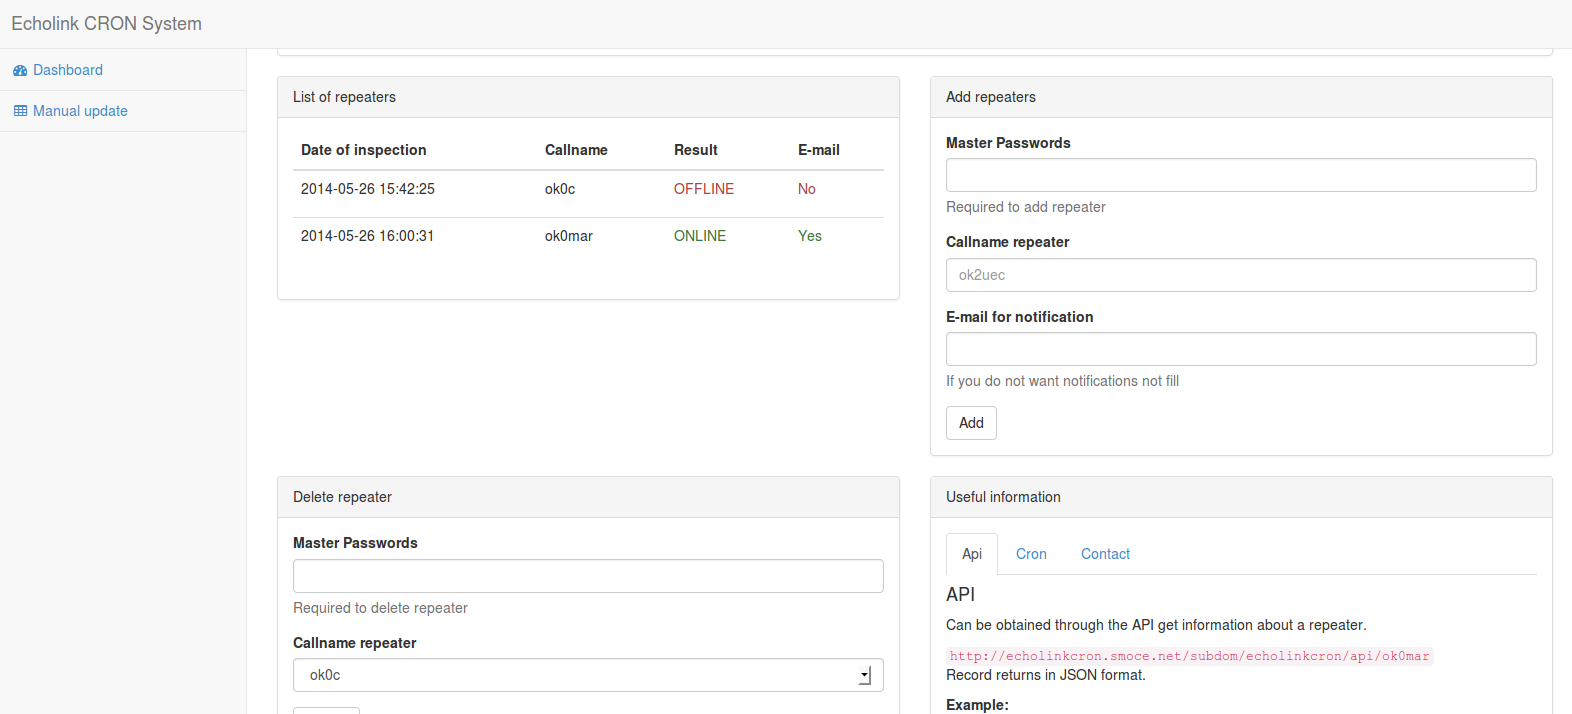 Echolink CRON System
Dashboard
Manual update
List of repeaters
Date of inspection Callname Result E-mail
2014-05-26 15:42:25 ok0c OFFLINE No
2014-05-26 16:00:31 ok0mar ONLINE Yes
Add repeaters
Master Passwords
Required to add repeater
Callname repeater
ok2uec
E-mail for notification
If you do not want notifications not fill
Add
Delete repeater
Master Passwords
Required to delete repeater
Callname repeater
ok0c
Useful information
Api Cron Contact
API
Can be obtained through the API get information about a repeater.
http://echolinkcron.smoce.net/subdom/echolinkcron/api/ok0mar
Record returns in JSON format.
Example: